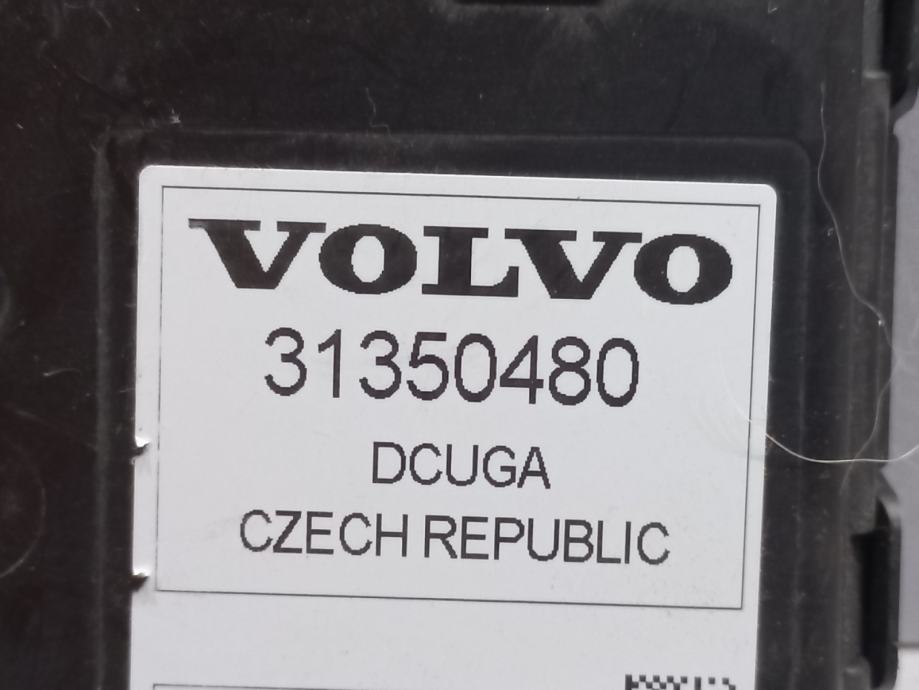 VOLVO
31350480
DCUGA
CZECH REPUBLIC